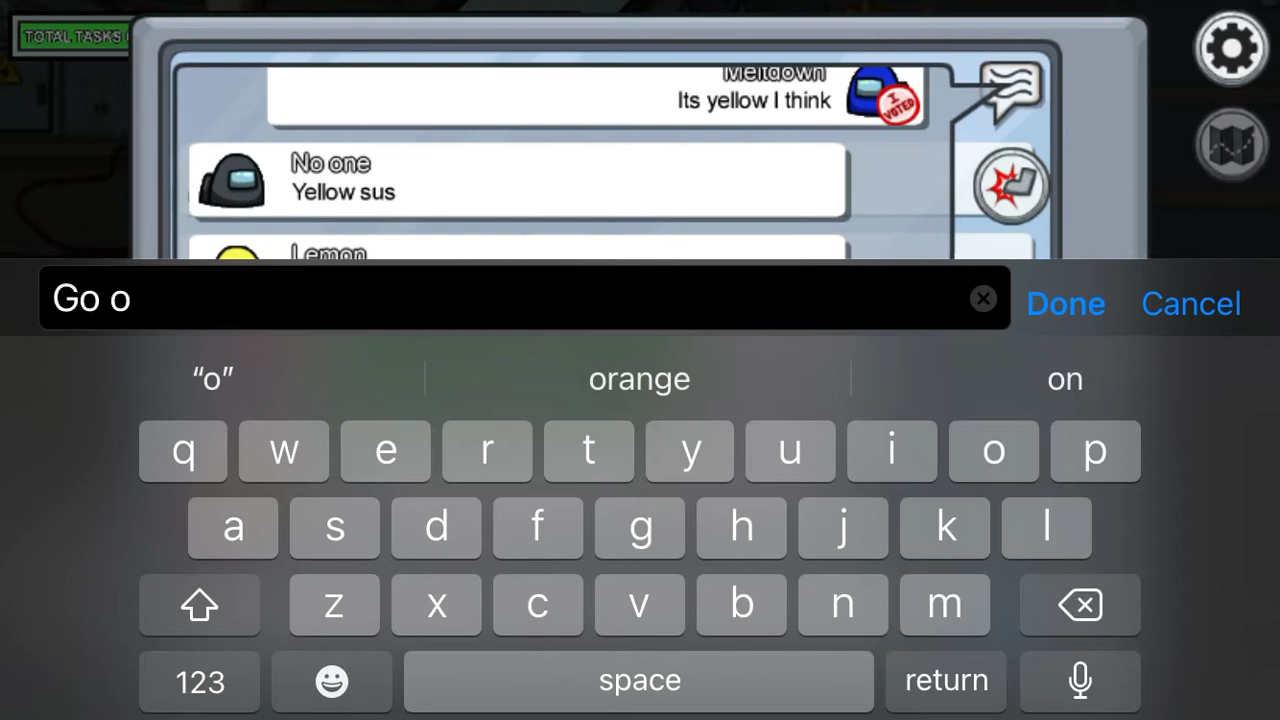 TOTAL TASKS
Meltdown
Its yellow I think
I VOTED
No one
Yellow sus
Lemon
Go o
Done
Cancel
“o”
orange
on
q w e r t y u i o p
a s d f g h j k l
z x c v b n m
123
space
return